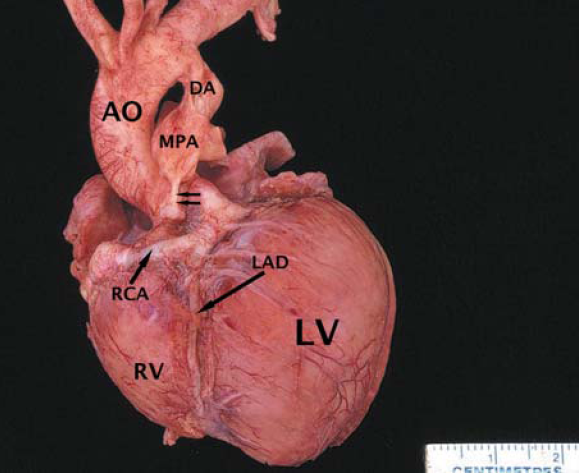 DA
AO
MPA
LAD
RCA
LV
RV
1 2
CENTIMETRES